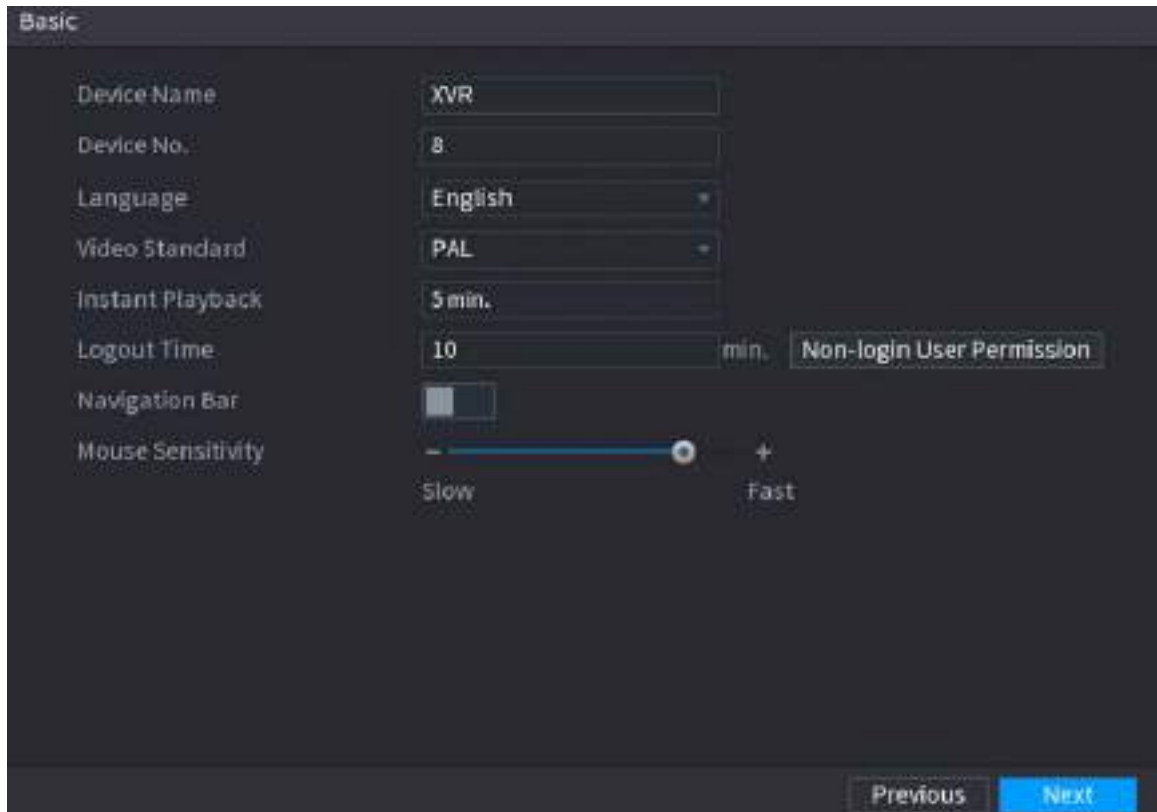 Basic
Device Name XVR
Device No. 8
Language English
Video Standard PAL
Instant Playback 5 min.
Logout Time 10 min. Non-login User Permission
Navigation Bar
Mouse Sensitivity - +
Slow Fast
Previous Next